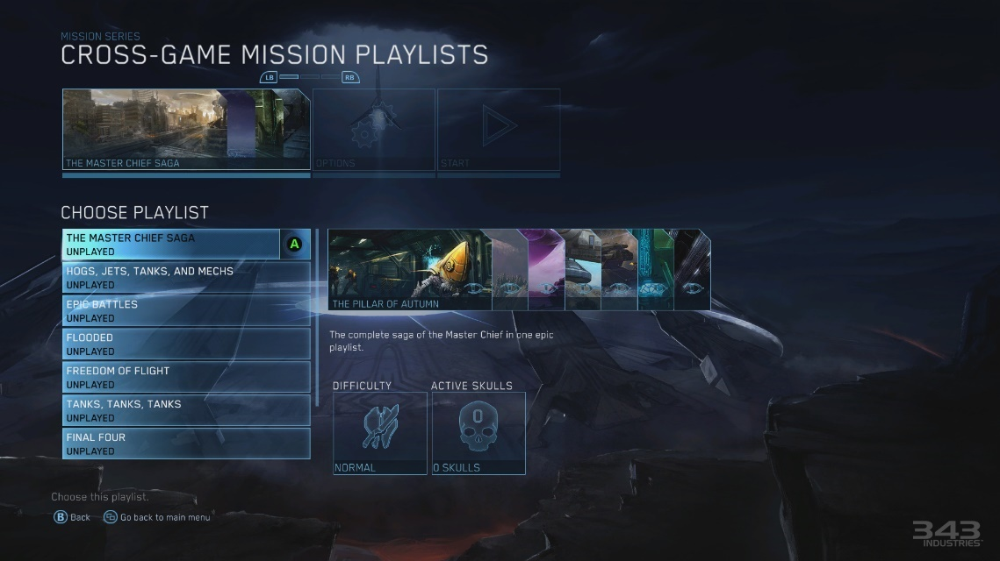 MISSION SERIES
CROSS-GAME MISSION PLAYLISTS
LB RB
THE MASTER CHIEF SAGA
OPTIONS
START
CHOOSE PLAYLIST
THE MASTER CHIEF SAGA
UNPLAYED
A
HOGS, JETS, TANKS, AND MECHS
UNPLAYED
EPIC BATTLES
UNPLAYED
FLOODED
UNPLAYED
FREEDOM OF FLIGHT
UNPLAYED
TANKS, TANKS, TANKS
UNPLAYED
FINAL FOUR
UNPLAYED
THE PILLAR OF AUTUMN
The complete saga of the Master Chief in one epic
playlist.
DIFFICULTY
NORMAL
ACTIVE SKULLS
0
0 SKULLS
Choose this playlist.
B Back
Go back to main menu
343
INDUSTRIES